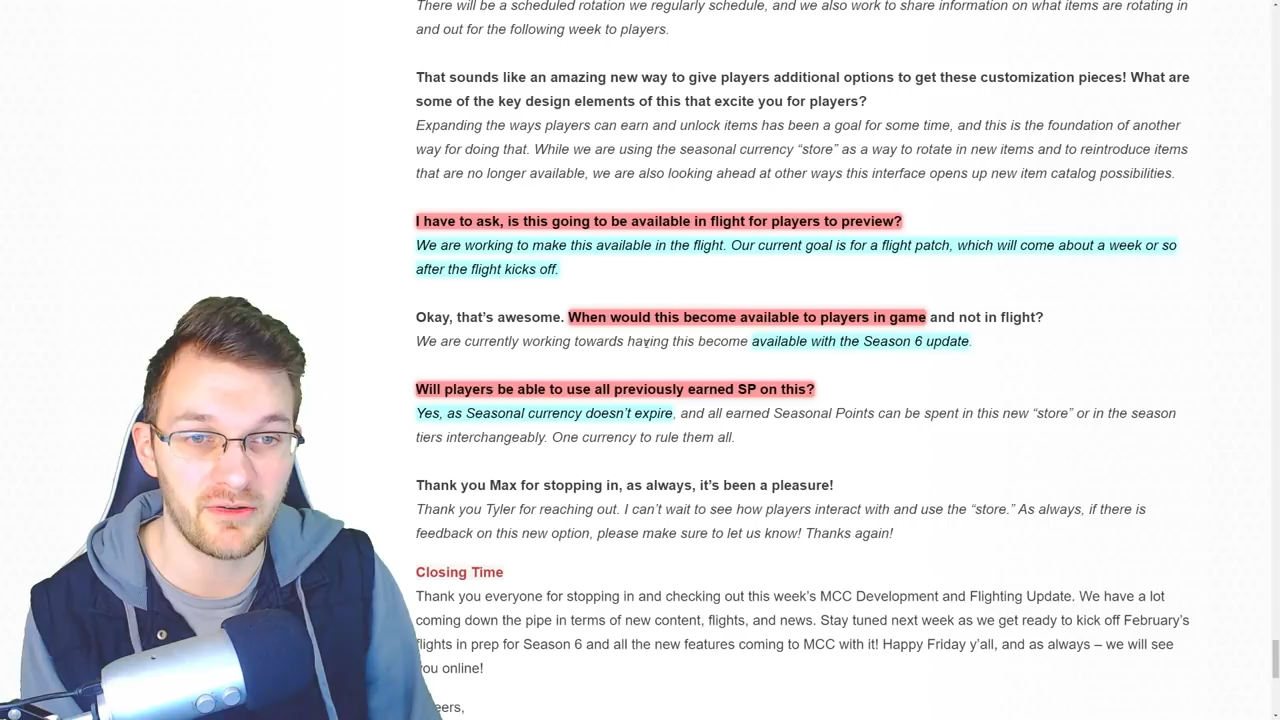 There will be a scheduled rotation we regularly schedule, and we also work to share information on what items are rotating in
and out for the following week to players.
That sounds like an amazing new way to give players additional options to get these customization pieces! What are
some of the key design elements of this that excite you for players?
Expanding the ways players can earn and unlock items has been a goal for some time, and this is the foundation of another
way for doing that. While we are using the seasonal currency “store” as a way to rotate in new items and to reintroduce items
that are no longer available, we are also looking ahead at other ways this interface opens up new item catalog possibilities.
I have to ask, is this going to be available in flight for players to preview?
We are working to make this available in the flight. Our current goal is for a flight patch, which will come about a week or so
after the flight kicks off.
Okay, that’s awesome. When would this become available to players in game and not in flight?
We are currently working towards having this become available with the Season 6 update.
Will players be able to use all previously earned SP on this?
Yes, as Seasonal currency doesn’t expire, and all earned Seasonal Points can be spent in this new “store” or in the season
tiers interchangeably. One currency to rule them all.
Thank you Max for stopping in, as always, it’s been a pleasure!
Thank you Tyler for reaching out. I can’t wait to see how players interact with and use the “store.” As always, if there is
feedback on this new option, please make sure to let us know! Thanks again!
Closing Time
Thank you everyone for stopping in and checking out this week’s MCC Development and Flighting Update. We have a lot
coming down the pipe in terms of new content, flights, and news. Stay tuned next week as we get ready to kick off February’s
flights in prep for Season 6 and all the new features coming to MCC with it! Happy Friday y’all, and as always – we will see
you online!
eers,